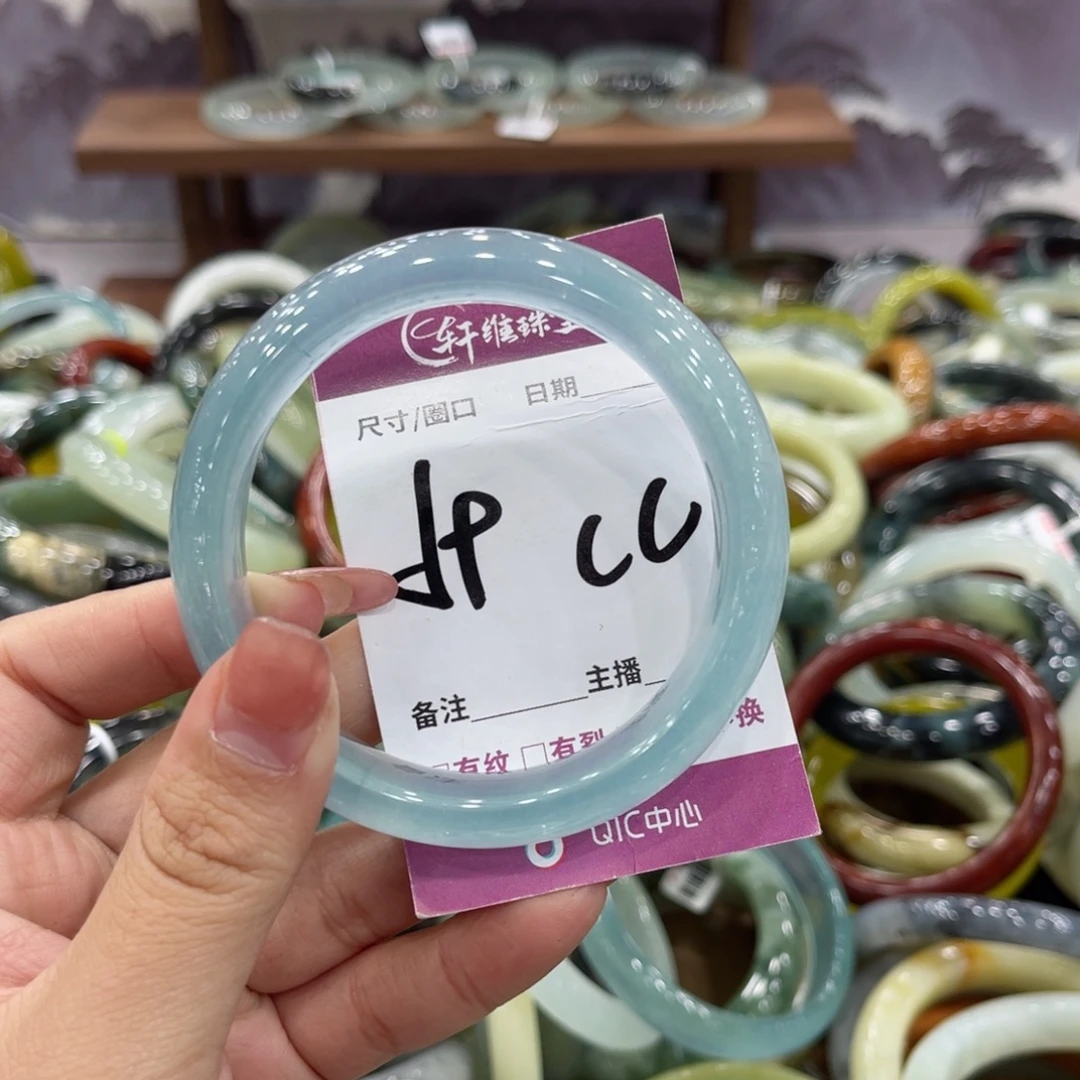 轩维珠
日期
尺寸/圈口
dP cc
主播
备注
有纹 □有裂 换
QIC中心